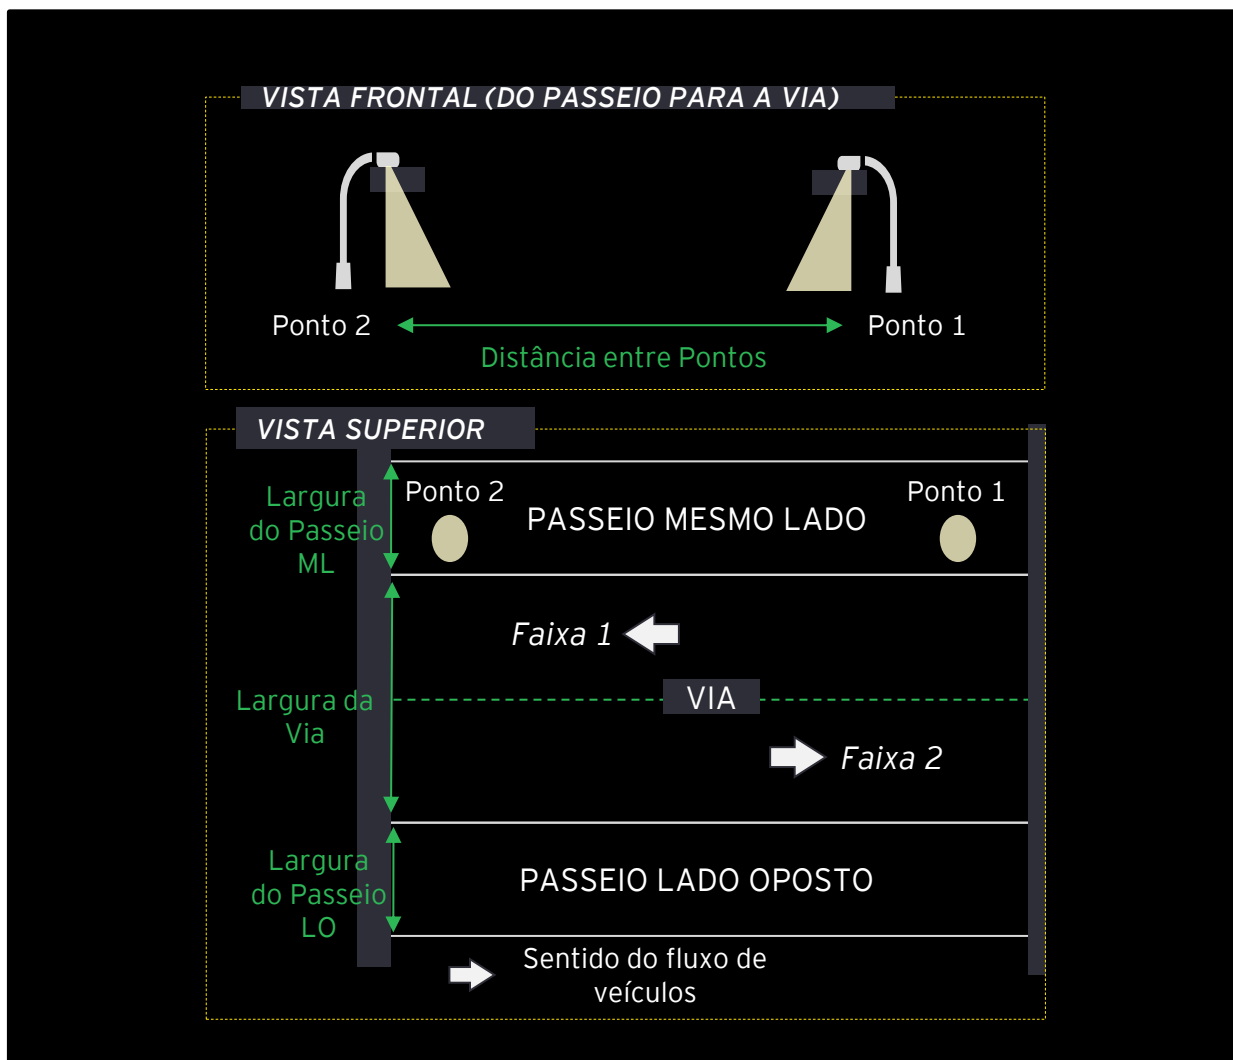 VISTA FRONTAL (DO PASSEIO PARA A VIA)
Ponto 2
Ponto 1
Distância entre Pontos
VISTA SUPERIOR
Largura
do Passeio
ML
Ponto 2
Ponto 1
PASSEIO MESMO LADO
Faixa 1
Largura da
Via
VIA
Faixa 2
Largura
do Passeio
LO
PASSEIO LADO OPOSTO
Sentido do fluxo de
veículos